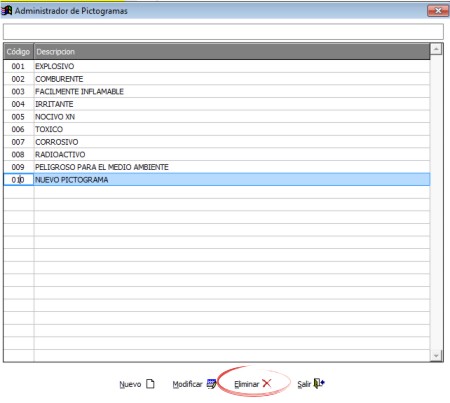 Administrador de Pictogramas
Código Descripcion
001 EXPLOSIVO
002 COMBURENTE
003 FACILMENTE INFLAMABLE
004 IRRITANTE
005 NOCIVO XN
006 TOXICO
007 CORROSIVO
008 RADIOACTIVO
009 PELIGROSO PARA EL MEDIO AMBIENTE
010 NUEVO PICTOGRAMA
Nuevo Modificar Eliminar Salir